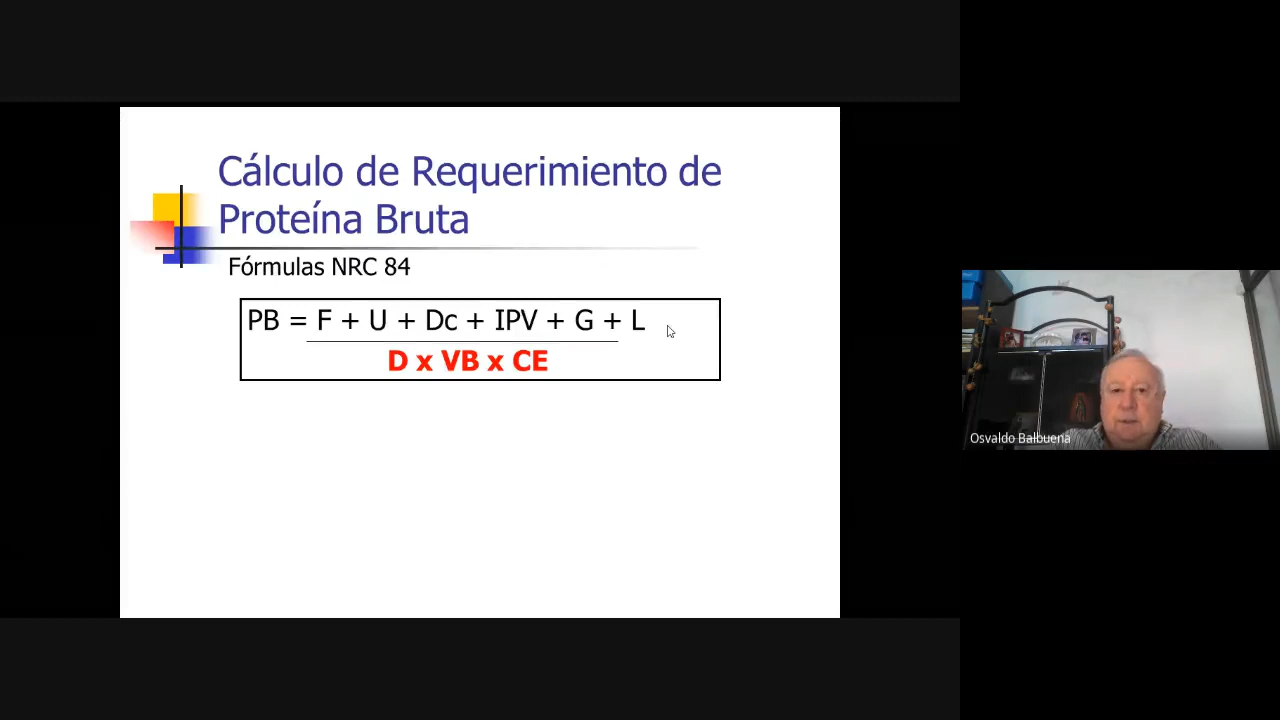 Cálculo de Requerimiento de
Proteína Bruta
Fórmulas NRC 84
PB = F + U + Dc + IPV + G + L
D x VB x CE
Osvaldo Balbuena